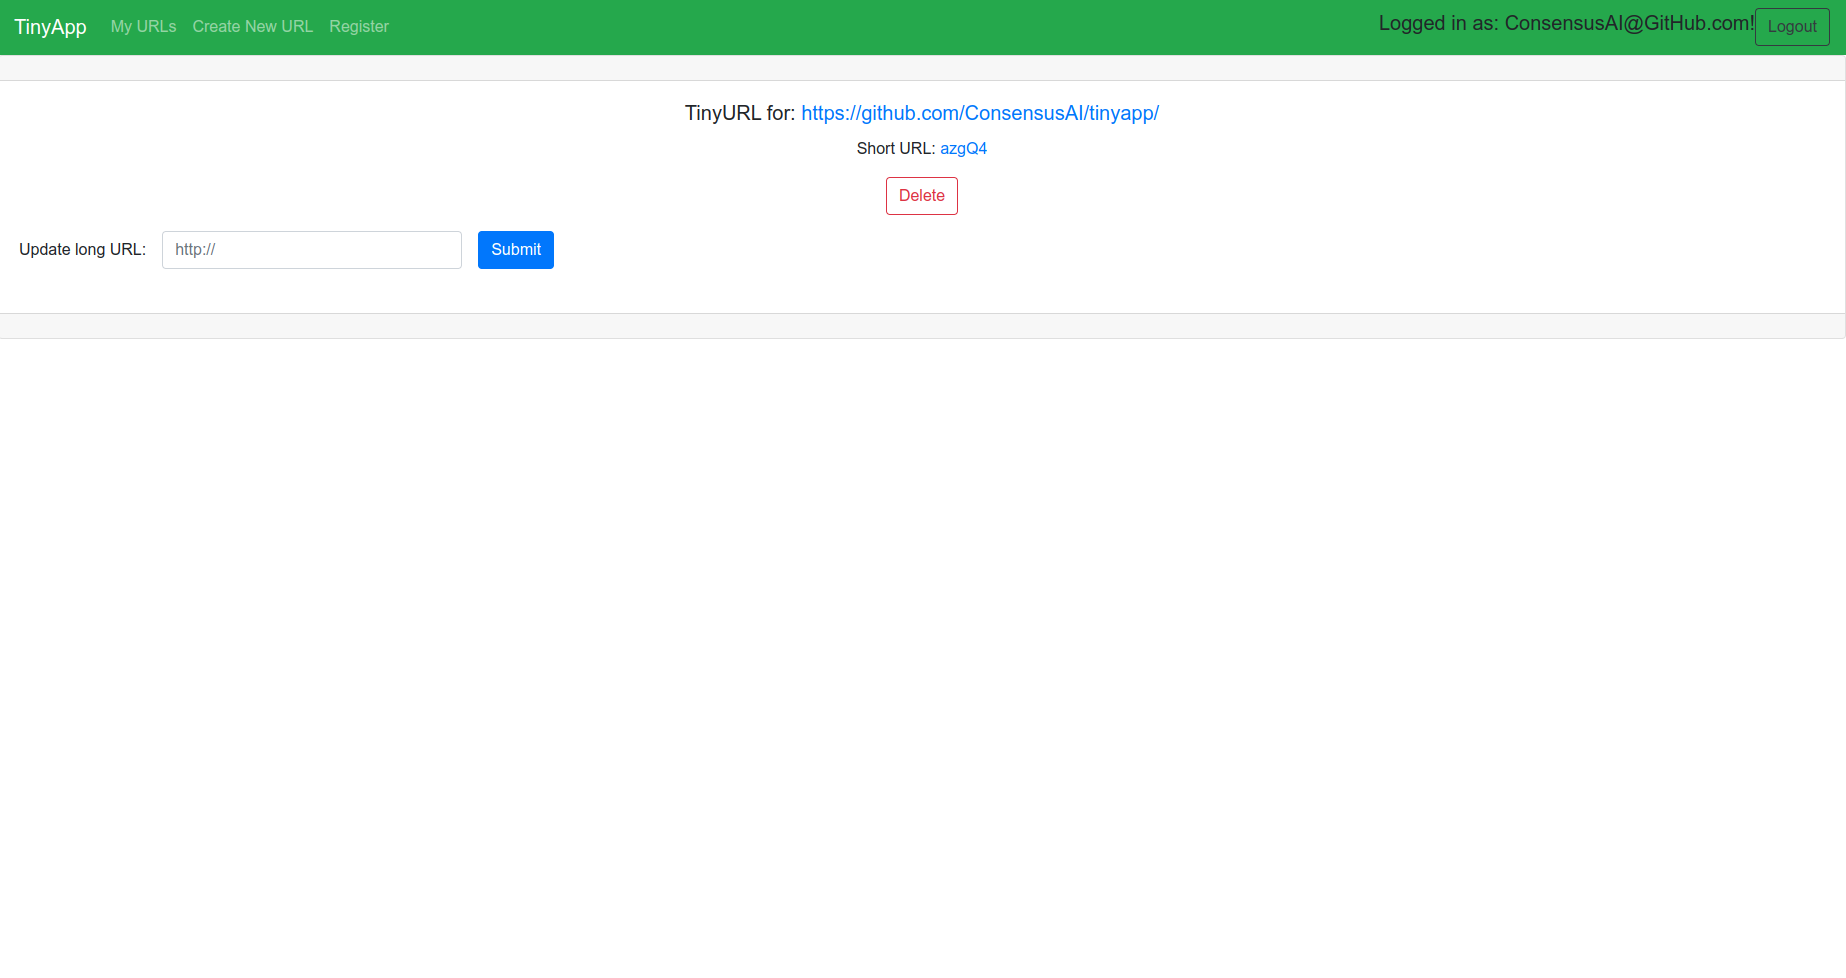 TinyApp My URLs Create New URL Register Logged in as: ConsensusAI@GitHub.com! Logout
TinyURL for: https://github.com/ConsensusAI/tinyapp/
Short URL: azgQ4
Delete
Update long URL: http:// Submit